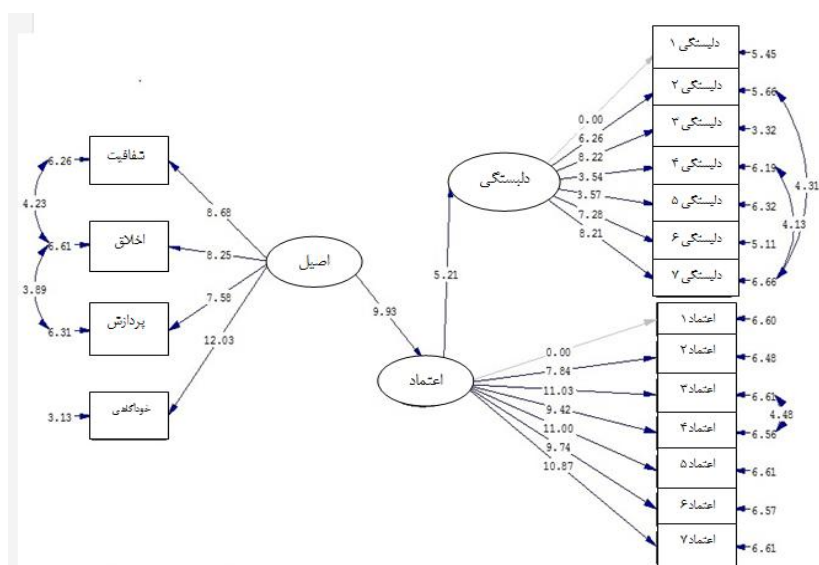 دلبستگی ۱
5.45
دلبستگی ۲
5.66
دلبستگی ۳
3.32
دلبستگی ۴
6.19
دلبستگی ۵
6.32
دلبستگی ۶
5.11
دلبستگی ۷
6.66
4.31
4.13
0.00
6.26
8.22
3.54
3.57
7.28
8.21
دلبستگی
5.21
شفافیت
6.26
4.23
اخلاق
6.61
3.89
پردازش
6.31
خودآگاهی
3.13
8.68
8.25
7.58
12.03
اصیل
9.93
اعتماد
0.00
7.84
11.03
9.42
11.00
9.74
10.87
اعتماد۱
6.60
اعتماد۲
6.48
اعتماد۳
6.61
4.48
اعتماد۴
6.56
اعتماد۵
6.61
اعتماد۶
6.57
اعتماد۷
6.61